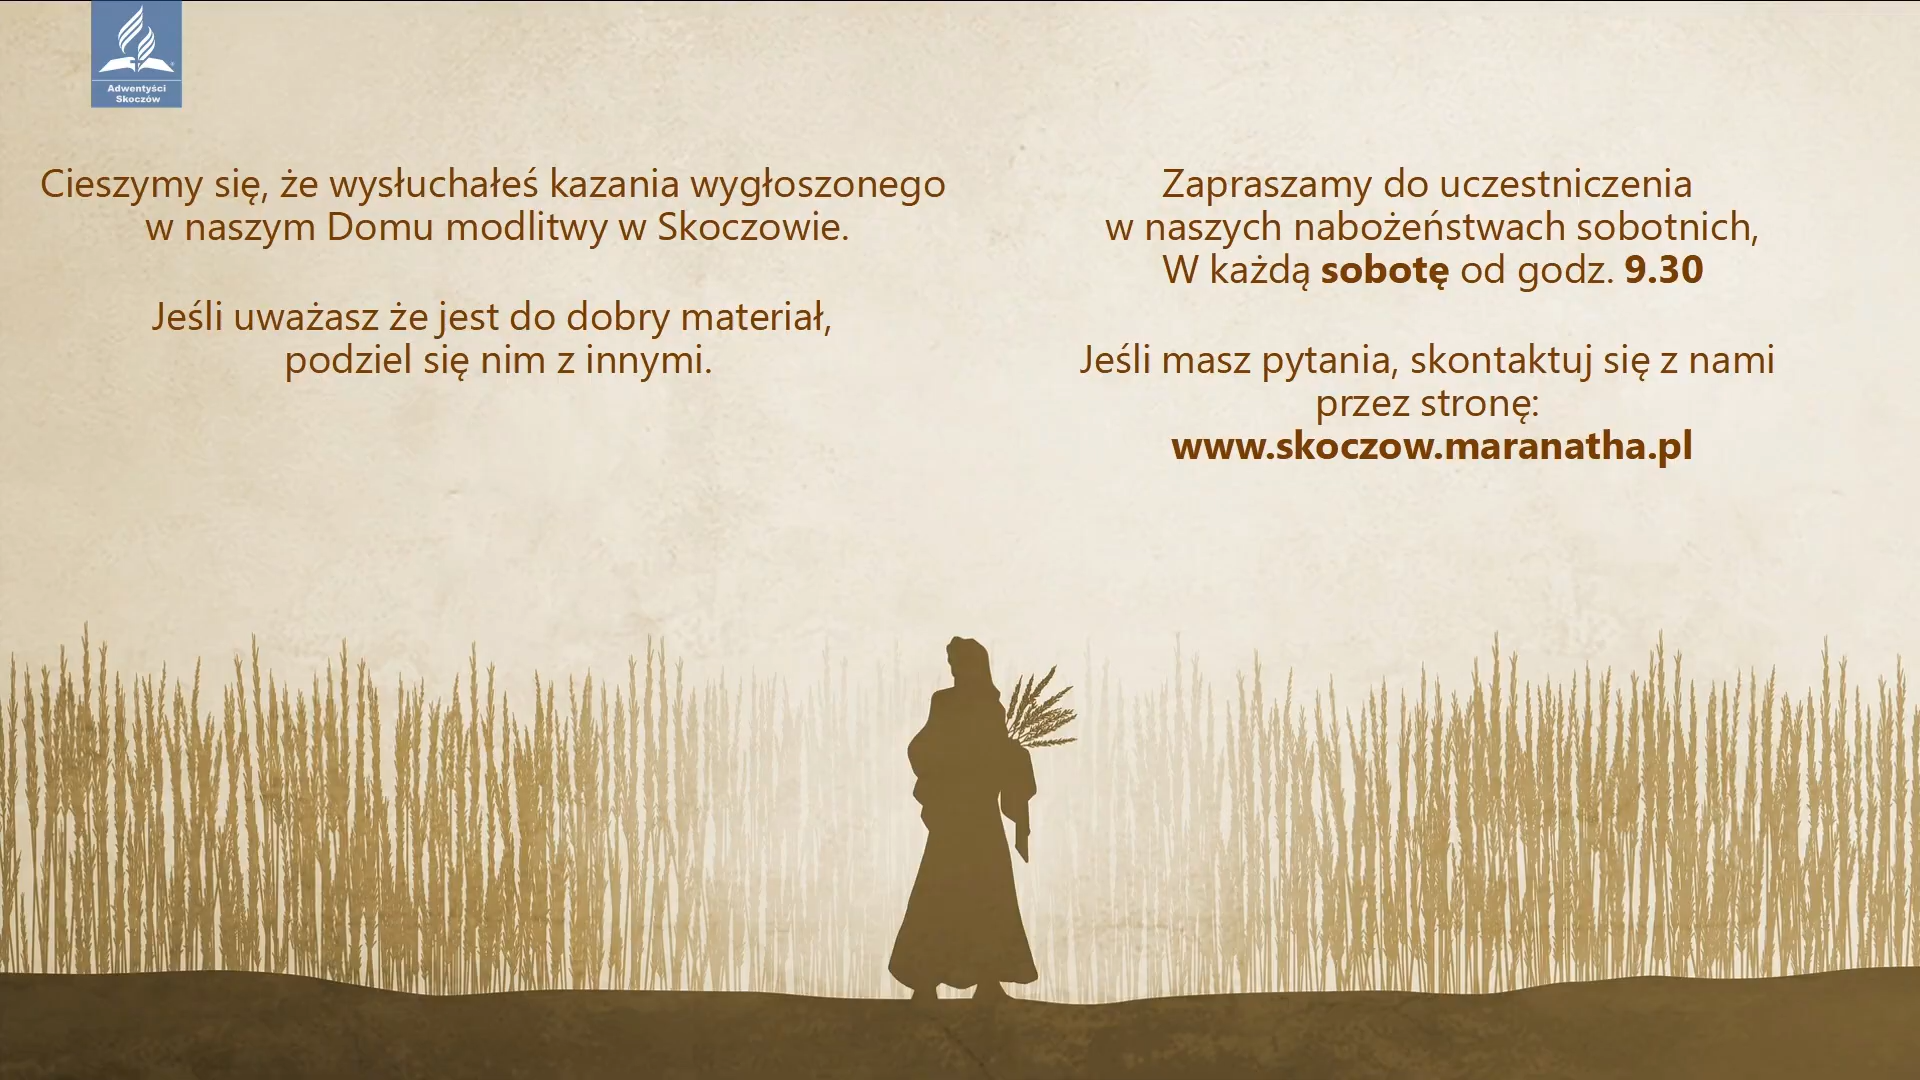 Adwentyści
Skoczów
Cieszymy się, że wysłuchałeś kazania wygłoszonego
w naszym Domu modlitwy w Skoczowie.
Jeśli uważasz że jest do dobry materiał,
podziel się nim z innymi.
Zapraszamy do uczestniczenia
w naszych nabożeństwach sobotnich,
W każdą sobotę od godz. 9.30
Jeśli masz pytania, skontaktuj się z nami
przez stronę:
www.skoczow.maranatha.pl